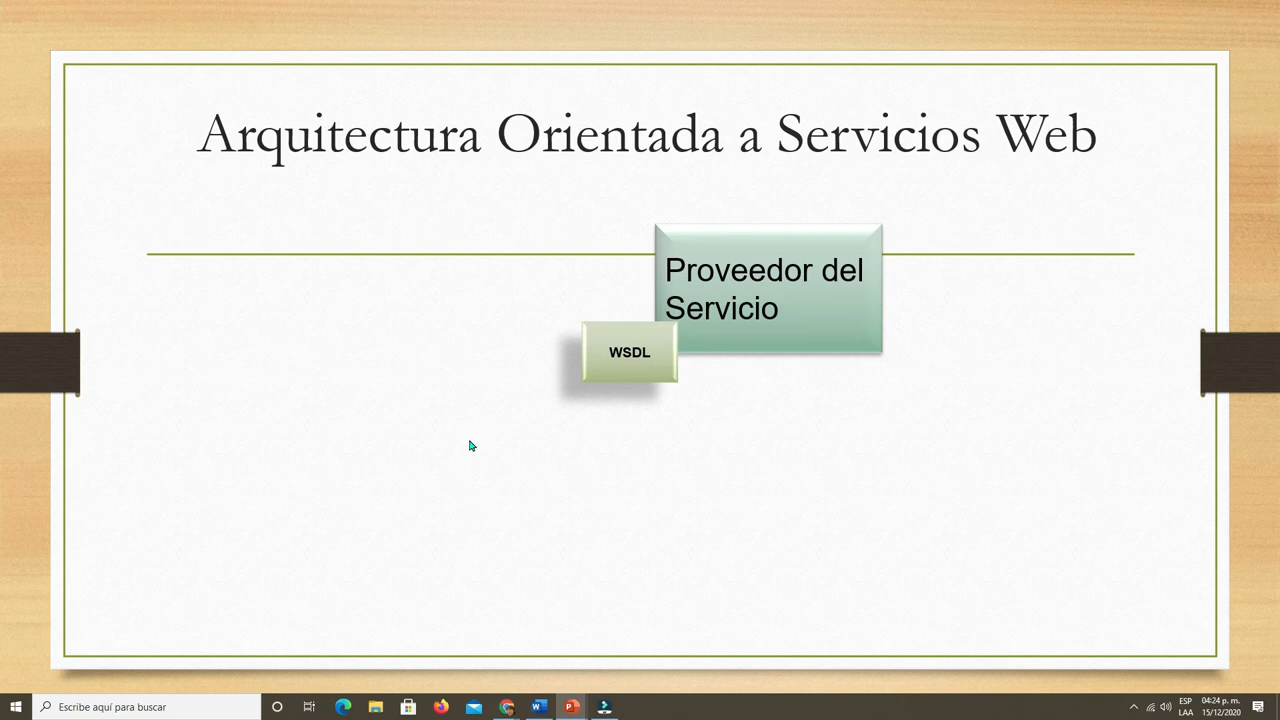 Arquitectura Orientada a Servicios Web
Proveedor del
Servicio
WSDL
Escribe aquí para buscar
ESP
LAA
04:24 p. m.
15/12/2020